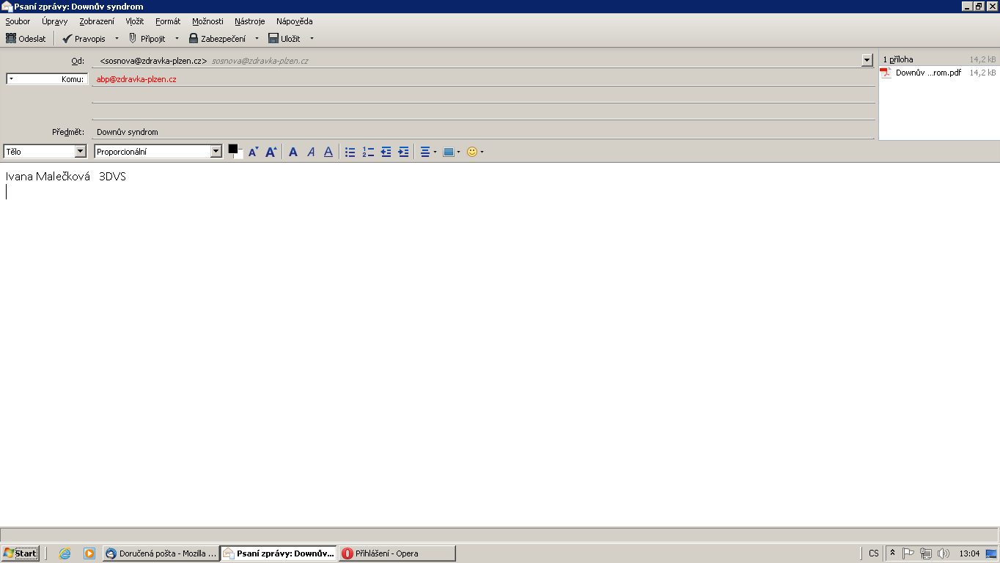 Psaní zprávy: Downův syndrom
Soubor Úpravy Zobrazení Vložit Formát Možnosti Nástroje Nápověda
Odeslat Pravopis Připojit Zabezpečení Uložit
Od: <sosnova@zdravka-plzen.cz> sosnova@zdravka-plzen.cz
1 příloha 14,2 kB
Komu: abp@zdravka-plzen.cz
Downův ...rom.pdf 14,2 kB
Předmět: Downův syndrom
Tělo Proporcionální
Ivana Malečková 3DVS
Start Doručená pošta - Mozilla ... Psaní zprávy: Downův... Přihlášení - Opera CS 13:04